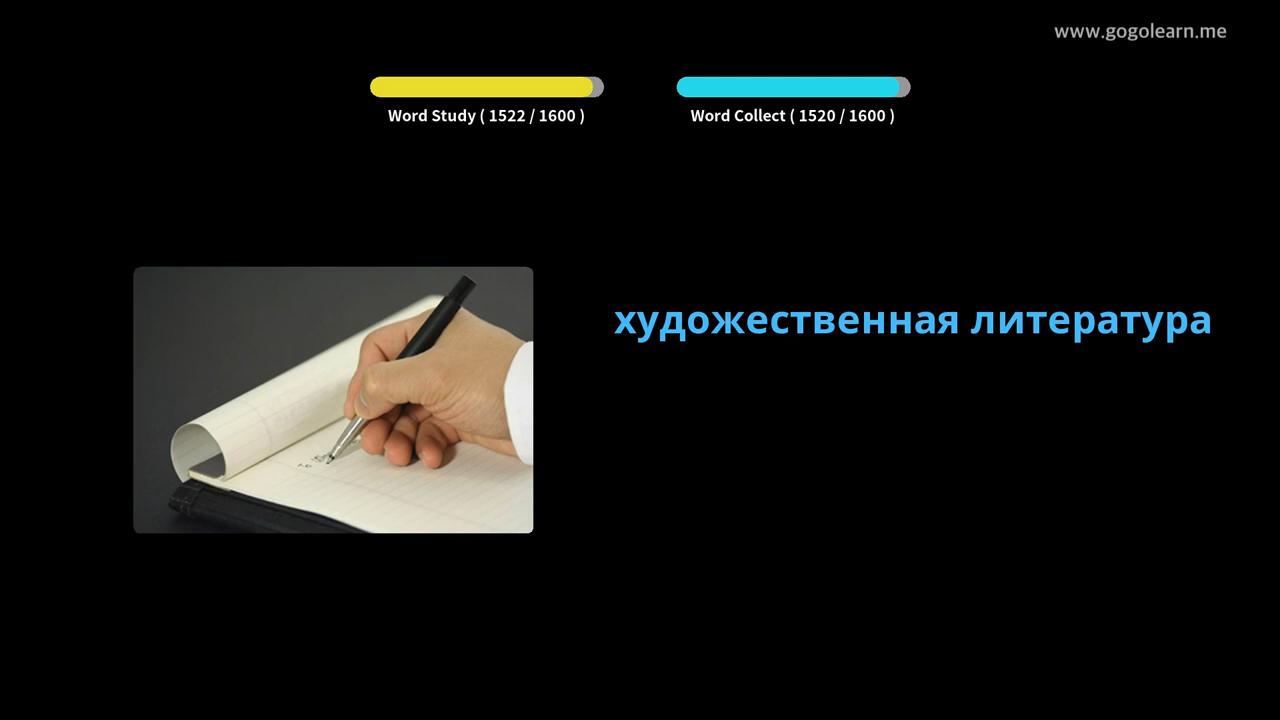 www.gogolearn.me
Word Study ( 1522 / 1600 )
Word Collect ( 1520 / 1600 )
художественная литература